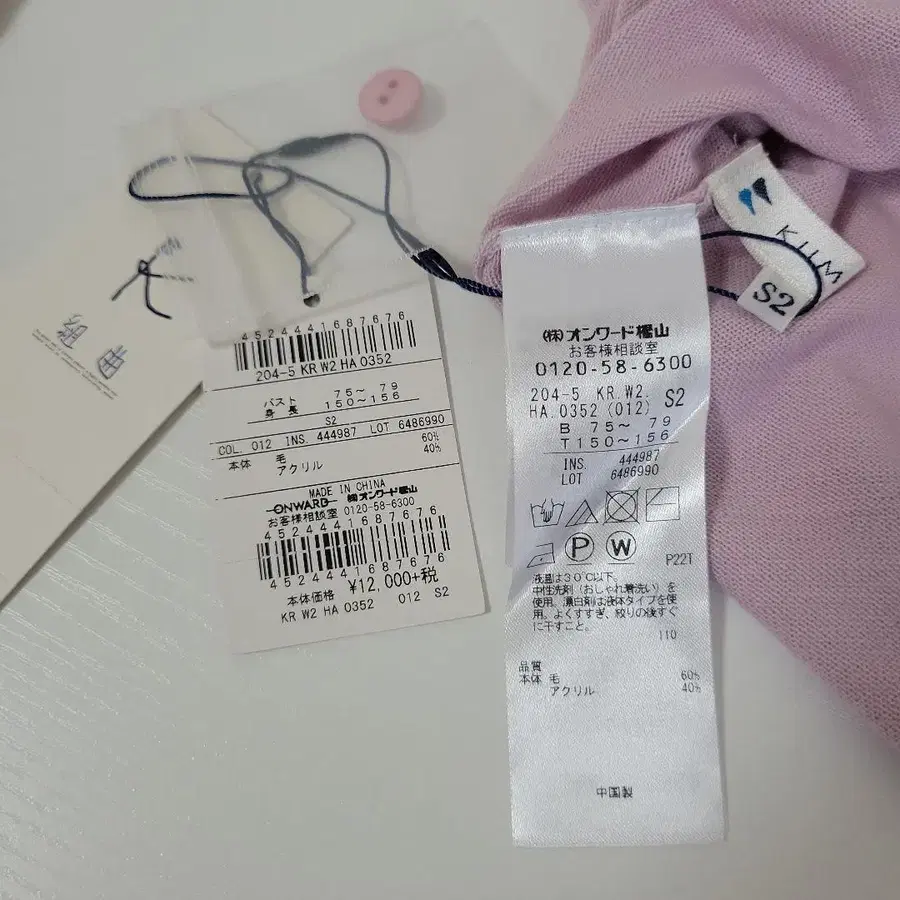 組曲
4524441687676
204-5 KR W2 HA 0352
バスト 75~ 79
身長 150~156
S2
COL. 012 INS. 444987 LOT 6486990
本体 毛 60%
アクリル 40%
MADE IN CHINA
ONWARD (株)オンワード樫山
お客様相談室 0120-58-6300
4524441687676
4524441687676
本体価格 ¥12,000+税
KR W2 HA 0352 012 S2
(株)オンワード樫山
お客様相談室
0120-58-6300
204-5 KR.W2. S2
HA.0352 (012)
B 75~ 79
T 150~156
INS. 444987
LOT 6486990
P W
P22T
液温は30℃以下、
中性洗剤(おしゃれ着洗い)を
使用。漂白剤は液体タイプを使
用。よくすすぎ、絞りの後すぐ
に干すこと。
110
品質
本体 毛 60%
アクリル 40%
中国製
S2